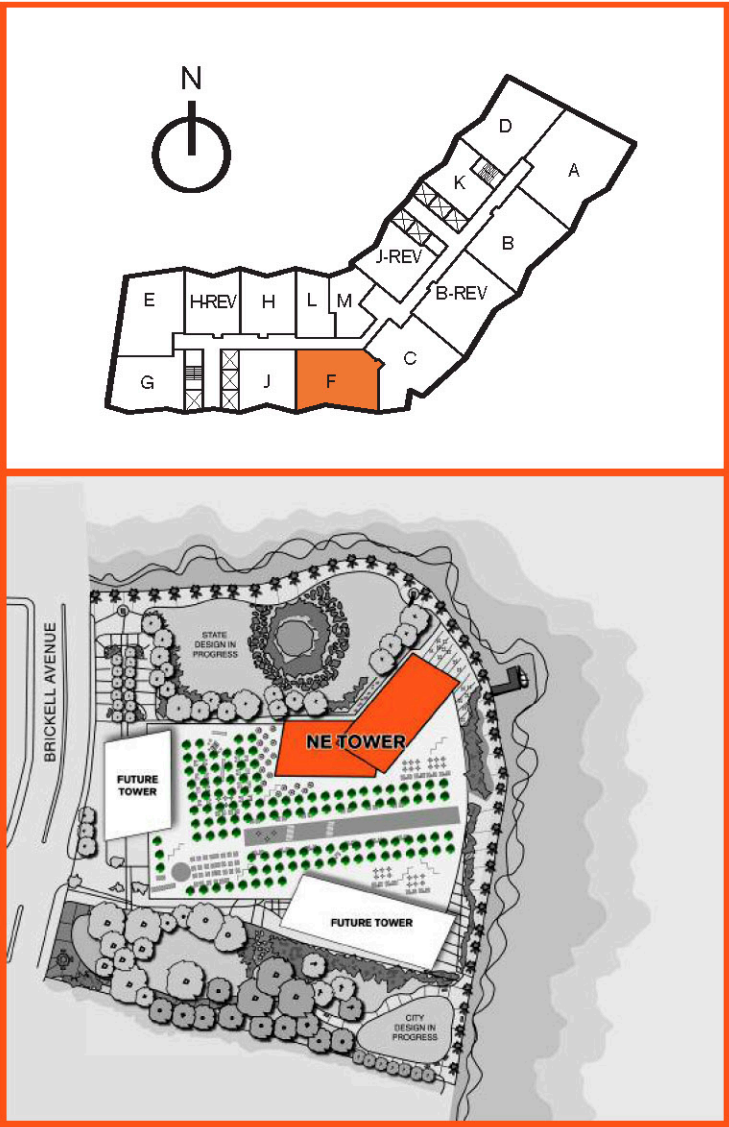 N
D
A
K
B
J-REV
B-REV
E
H-REV
H
L
M
C
G
J
F
BRICKELL AVENUE
STATE
DESIGN IN
PROGRESS
NE TOWER
FUTURE
TOWER
FUTURE TOWER
CITY
DESIGN IN
PROGRESS